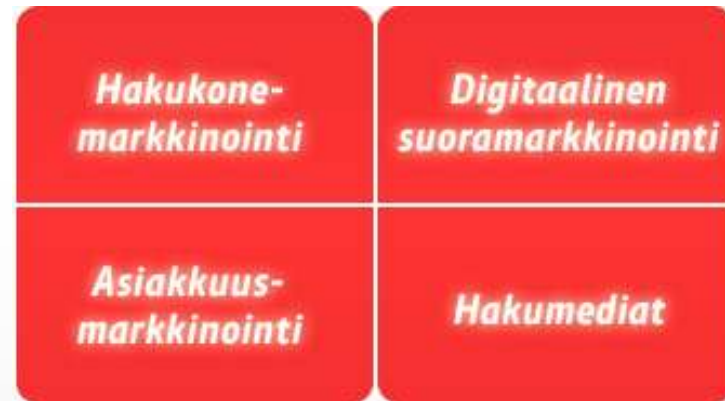 Hakukone-
markkinointi
Digitaalinen
suoramarkkinointi
Asiakkuus-
markkinointi
Hakumediat